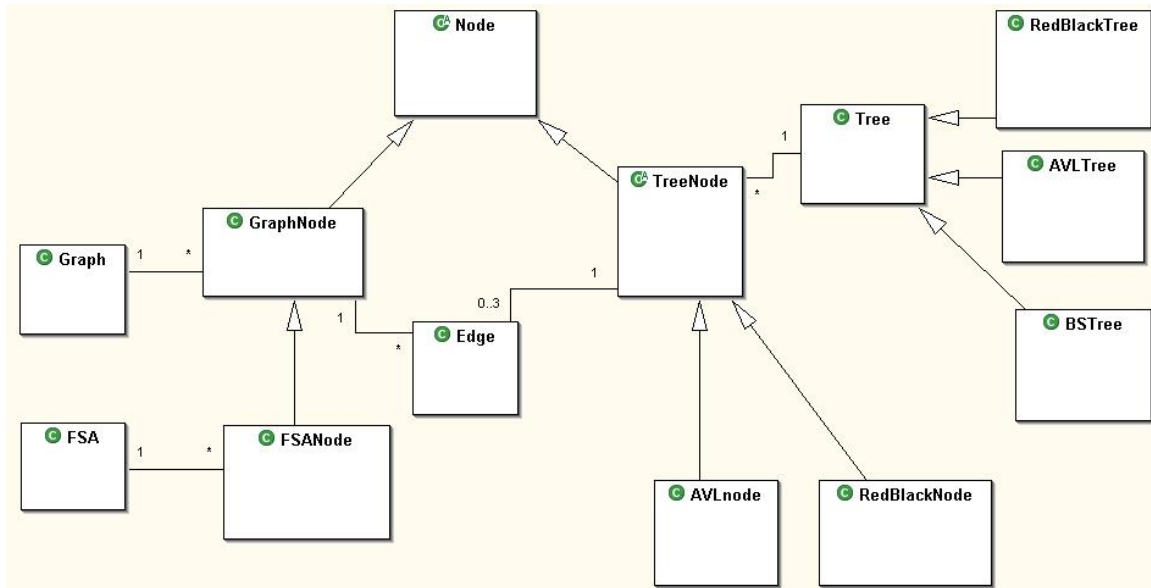 Node
RedBlackTree
Tree
1
*
AVLTree
TreeNode
GraphNode
Graph
1
*
1
0..3
1
*
Edge
BSTree
FSA
1
*
FSANode
AVLnode
RedBlackNode